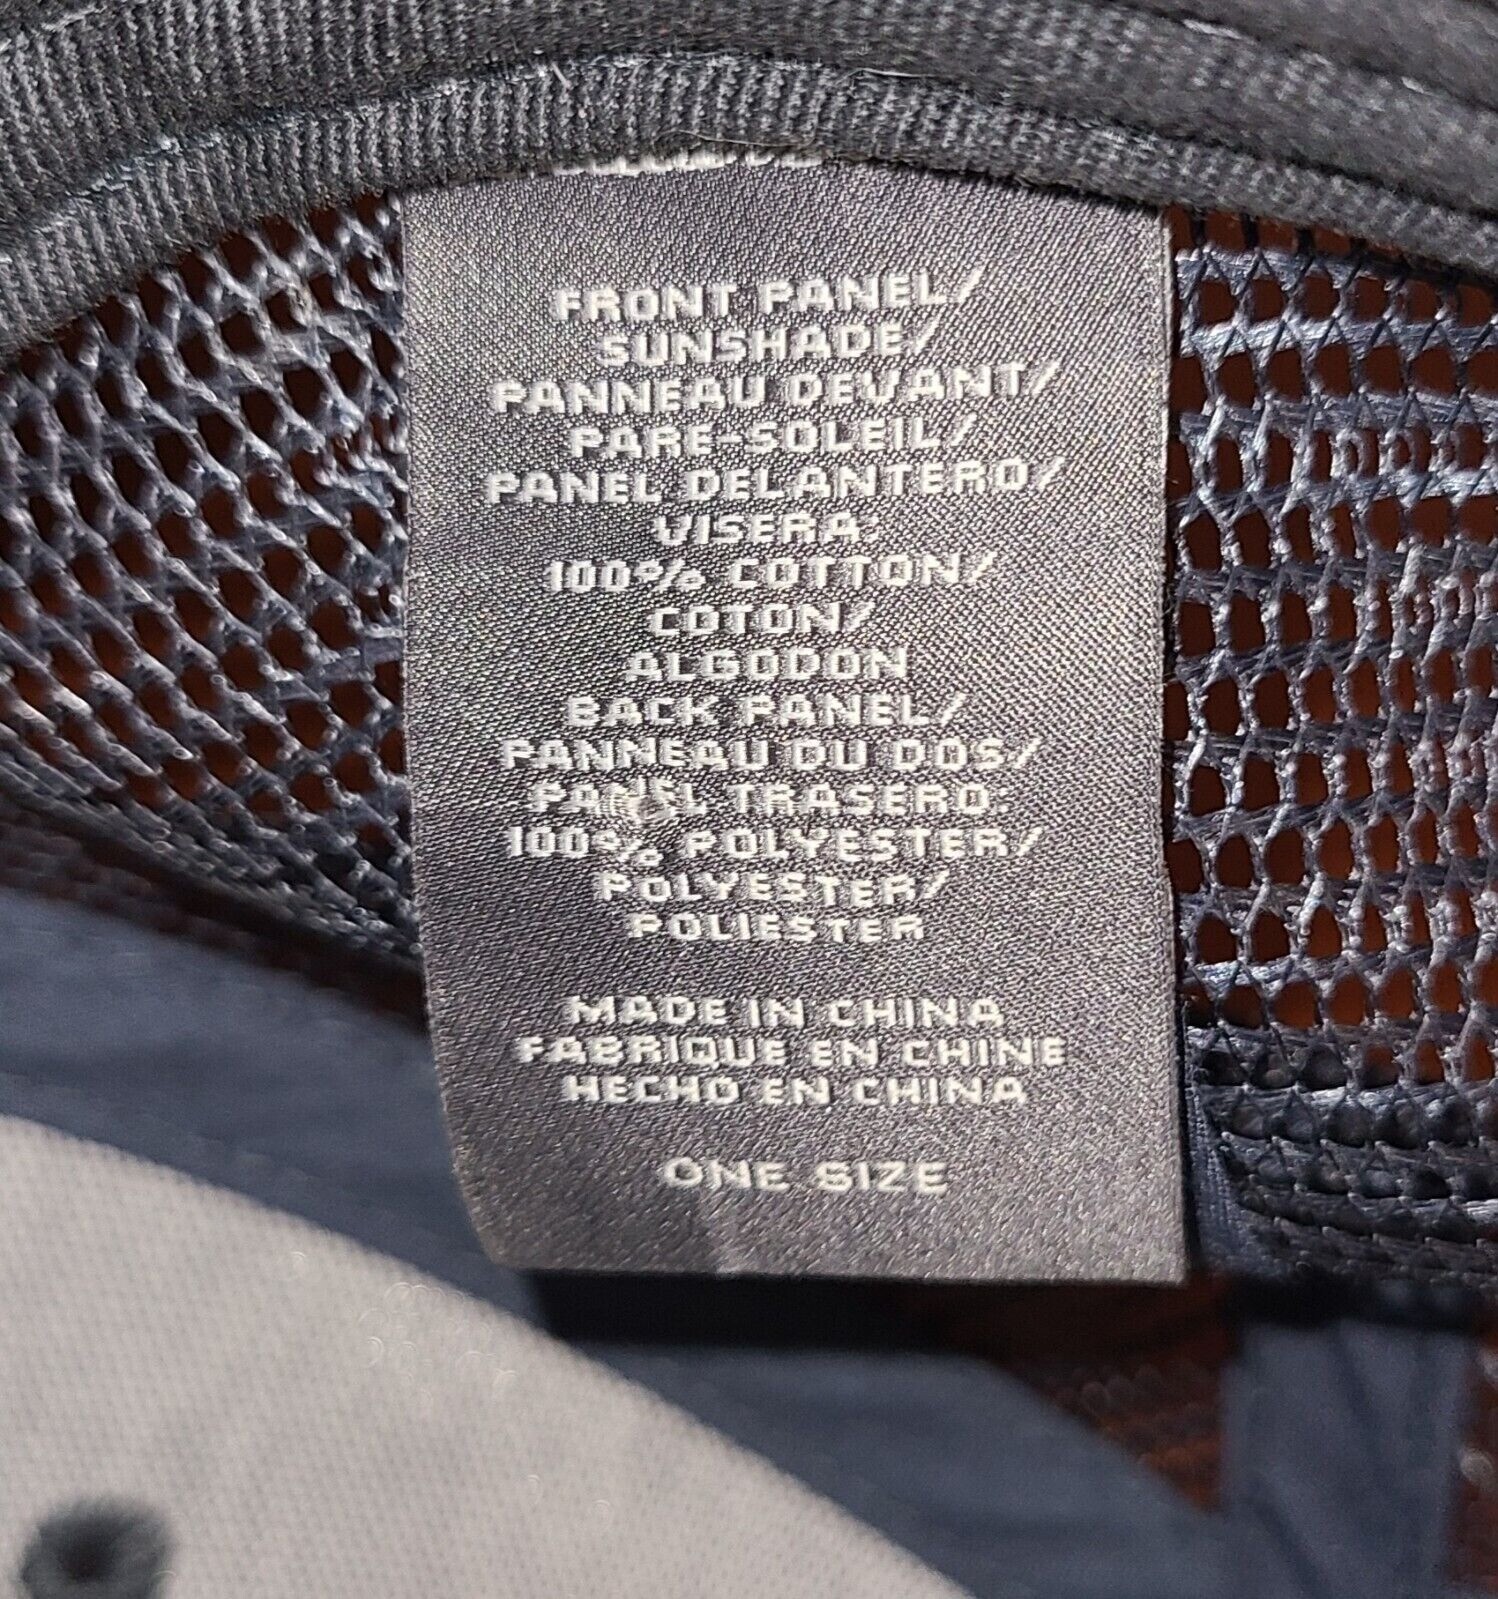 FRONT PANEL/
SUNSHADE/
PANNEAU DEVANT/
PARE-SOLEIL/
PANEL DELANTERO/
VISERA:
100% COTTON/
COTON/
ALGODON
BACK PANEL/
PANNEAU DU DOS/
PANEL TRASERO:
100% POLYESTER/
POLYESTER/
POLIESTER
MADE IN CHINA
FABRIQUE EN CHINE
HECHO EN CHINA
ONE SIZE